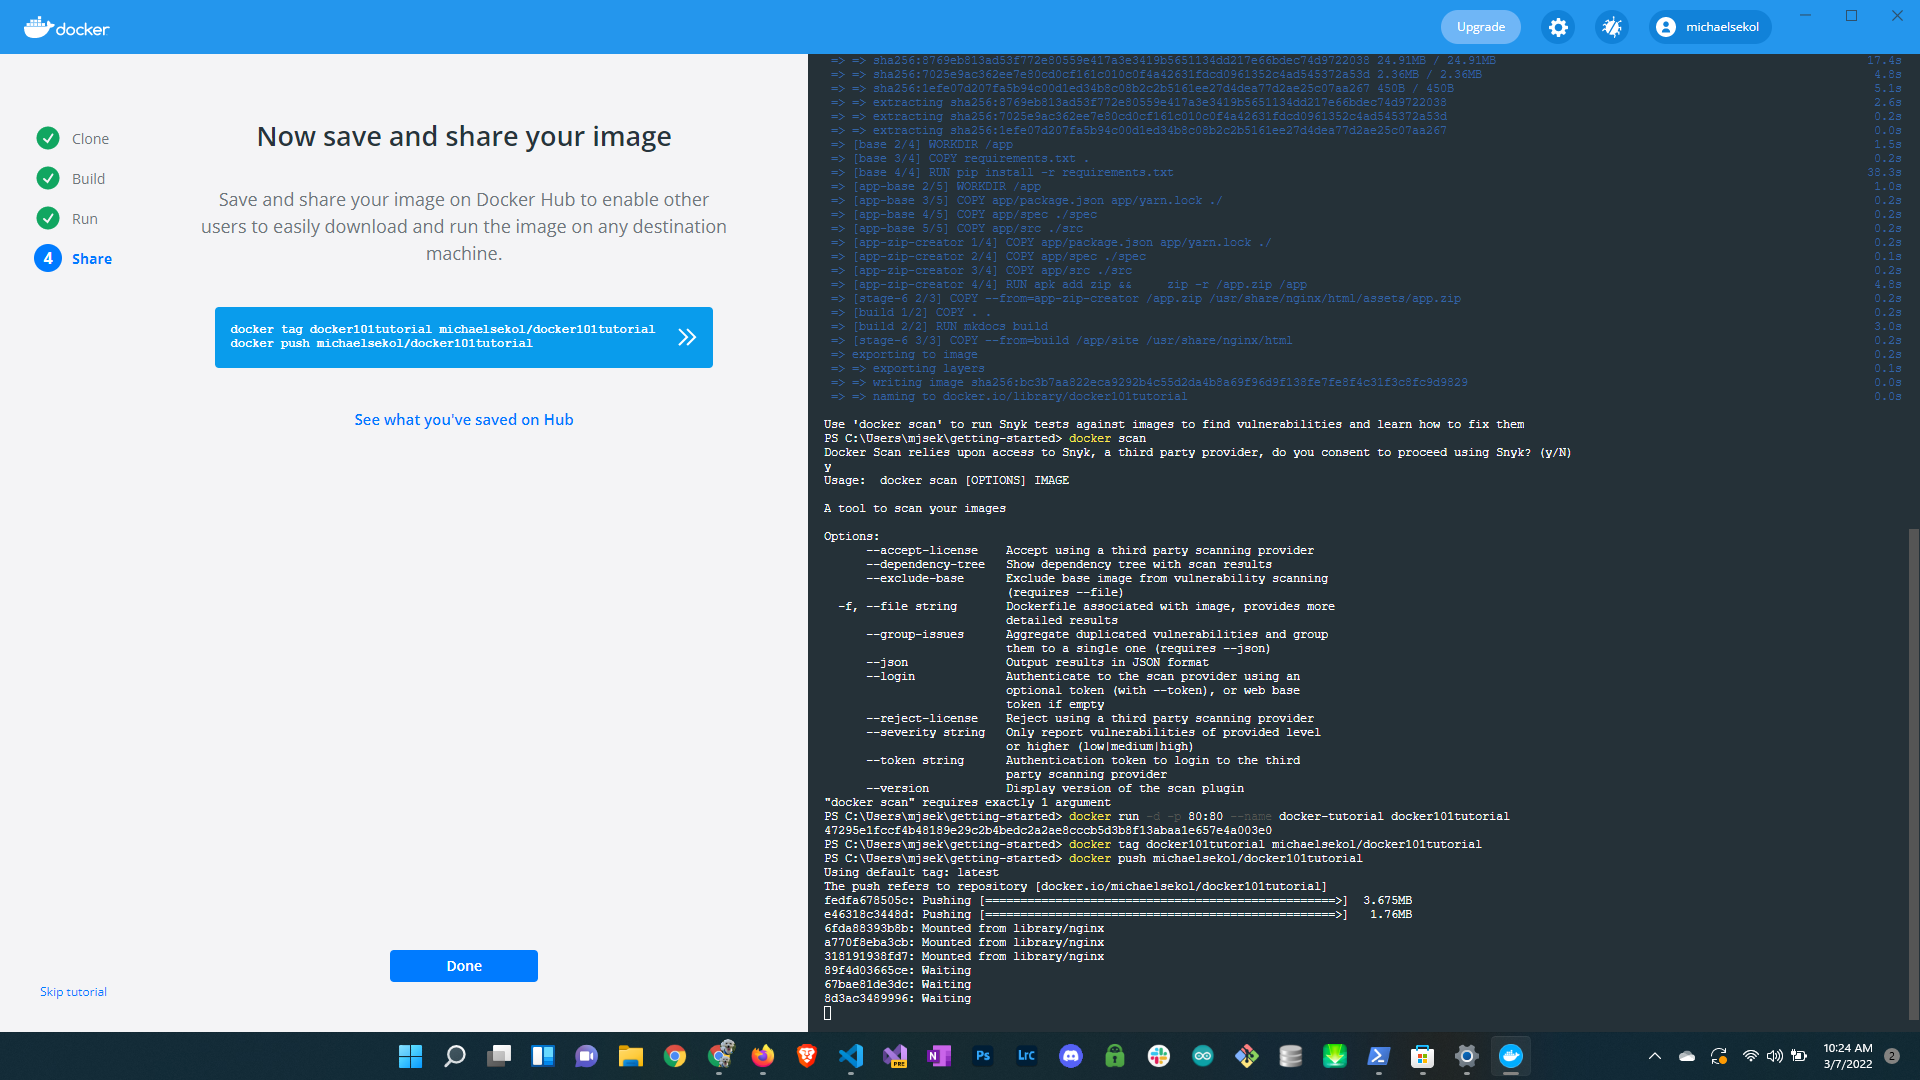 docker
Upgrade
michaelsekol
Clone
Build
Run
4 Share
Now save and share your image
Save and share your image on Docker Hub to enable other
users to easily download and run the image on any destination
machine.
docker tag docker101tutorial michaelsekol/docker101tutorial
docker push michaelsekol/docker101tutorial
See what you've saved on Hub
Done
Skip tutorial
=> => sha256:8769eb813ad53f772e80559e417a3e3419b5651134dd217e66bdec74d9722038 24.91MB / 24.91MB 17.4s
=> => sha256:7025e9ac362ee7e80cd0cf161c010c0f4a42631fdcd0961352c4ad545372a53d 2.36MB / 2.36MB 4.8s
=> => sha256:1efe07d207fa5b94c00d1ed34b8c08b2c2b5161ee27d4dea77d2ae25c07aa267 450B / 450B 5.1s
=> => extracting sha256:8769eb813ad53f772e80559e417a3e3419b5651134dd217e66bdec74d9722038 2.6s
=> => extracting sha256:7025e9ac362ee7e80cd0cf161c010c0f4a42631fdcd0961352c4ad545372a53d 0.2s
=> => extracting sha256:1efe07d207fa5b94c00d1ed34b8c08b2c2b5161ee27d4dea77d2ae25c07aa267 0.0s
=> [base 2/4] WORKDIR /app 1.5s
=> [base 3/4] COPY requirements.txt . 0.2s
=> [base 4/4] RUN pip install -r requirements.txt 38.3s
=> [app-base 2/5] WORKDIR /app 1.0s
=> [app-base 3/5] COPY app/package.json app/yarn.lock ./ 0.2s
=> [app-base 4/5] COPY app/spec ./spec 0.2s
=> [app-base 5/5] COPY app/src ./src 0.2s
=> [app-zip-creator 1/4] COPY app/package.json app/yarn.lock ./ 0.2s
=> [app-zip-creator 2/4] COPY app/spec ./spec 0.1s
=> [app-zip-creator 3/4] COPY app/src ./src 0.2s
=> [app-zip-creator 4/4] RUN apk add zip &&     zip -r /app.zip /app 4.8s
=> [stage-6 2/3] COPY --from=app-zip-creator /app.zip /usr/share/nginx/html/assets/app.zip 0.2s
=> [build 1/2] COPY . . 0.2s
=> [build 2/2] RUN mkdocs build 3.0s
=> [stage-6 3/3] COPY --from=build /app/site /usr/share/nginx/html 0.2s
=> exporting to image 0.2s
=> => exporting layers 0.1s
=> => writing image sha256:bc3b7aa822eca9292b4c55d2da4b8a69f96d9f138fe7fe8f4c31f3c8fc9d9829 0.0s
=> => naming to docker.io/library/docker101tutorial 0.0s
Use 'docker scan' to run Snyk tests against images to find vulnerabilities and learn how to fix them
PS C:\Users\mjsek\getting-started> docker scan
Docker Scan relies upon access to Snyk, a third party provider, do you consent to proceed using Snyk? (y/N)
y
Usage:  docker scan [OPTIONS] IMAGE
A tool to scan your images
Options:
--accept-license    Accept using a third party scanning provider
--dependency-tree   Show dependency tree with scan results
--exclude-base      Exclude base image from vulnerability scanning
(requires --file)
-f, --file string       Dockerfile associated with image, provides more
detailed results
--group-issues      Aggregate duplicated vulnerabilities and group
them to a single one (requires --json)
--json              Output results in JSON format
--login             Authenticate to the scan provider using an
optional token (with --token), or web base
token if empty
--reject-license    Reject using a third party scanning provider
--severity string   Only report vulnerabilities of provided level
or higher (low|medium|high)
--token string      Authentication token to login to the third
party scanning provider
--version           Display version of the scan plugin
"docker scan" requires exactly 1 argument
PS C:\Users\mjsek\getting-started> docker run -d -p 80:80 --name docker-tutorial docker101tutorial
47295e1fccf4b48189e29c2b4bedc2a2ae8cccb5d3b8f13abaa1e657e4a003e0
PS C:\Users\mjsek\getting-started> docker tag docker101tutorial michaelsekol/docker101tutorial
PS C:\Users\mjsek\getting-started> docker push michaelsekol/docker101tutorial
Using default tag: latest
The push refers to repository [docker.io/michaelsekol/docker101tutorial]
fedfa678505c: Pushing [==================================================>]  3.675MB
e46318c3448d: Pushing [==================================================>]   1.76MB
6fda88393b8b: Mounted from library/nginx
a770f8eba3cb: Mounted from library/nginx
318191938fd7: Mounted from library/nginx
89f4d03665ce: Waiting
67bae81de3dc: Waiting
8d3ac3489996: Waiting
PRE
N
Ps
LrC
10:24 AM
3/7/2022
2